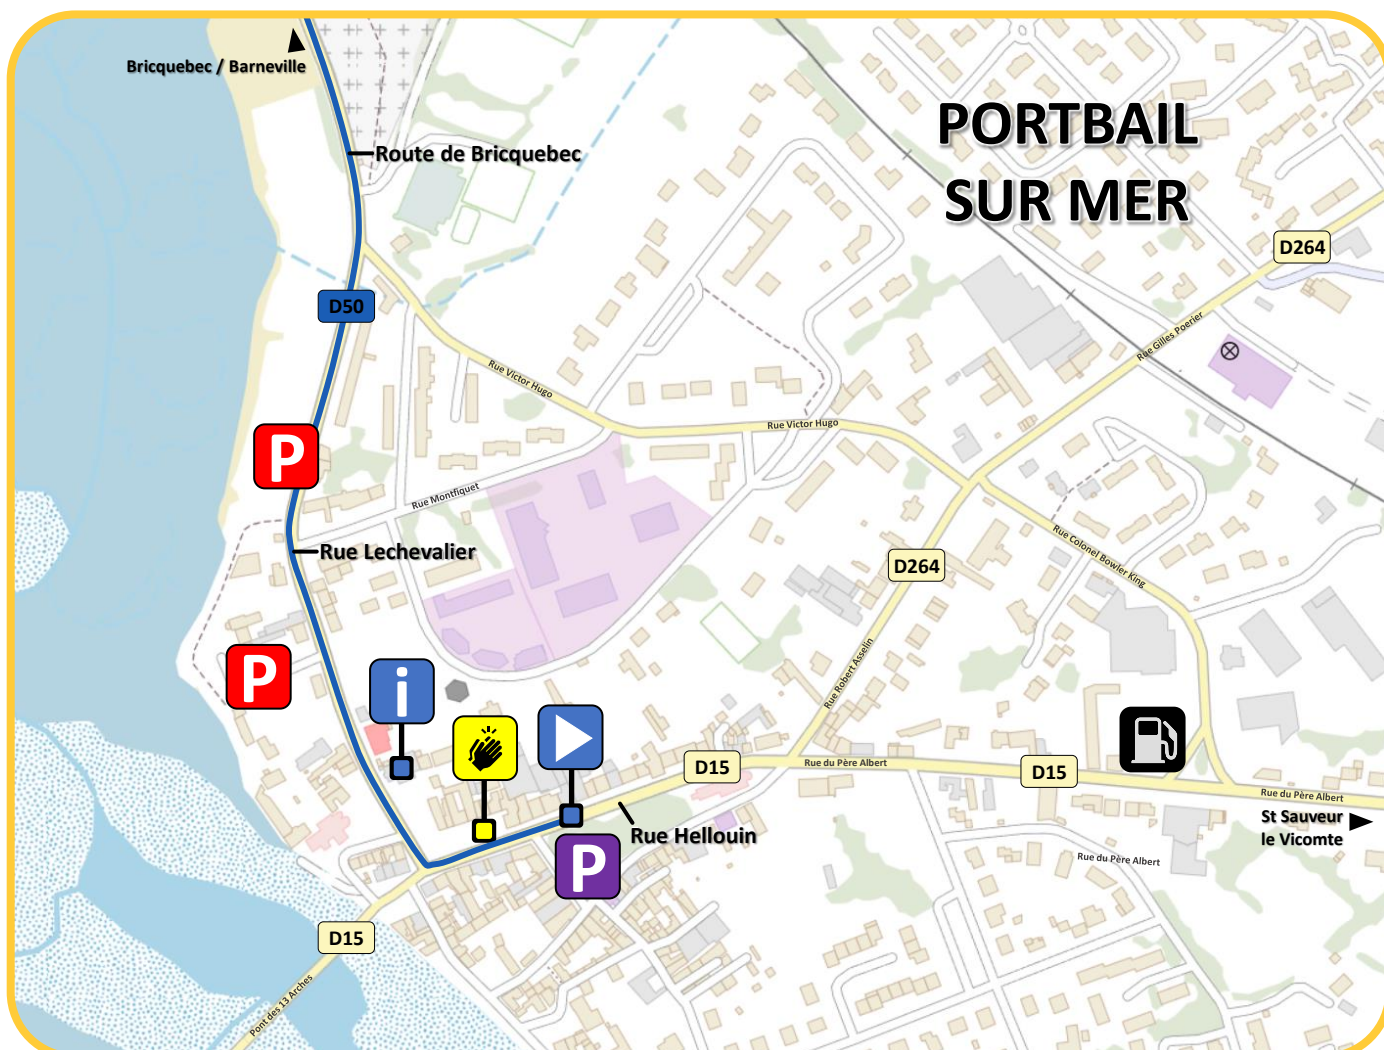 Bricquebec / Barneville
PORTBAIL
SUR MER
Route de Bricquebec
D264
D50
Rue Gilles Poerier
Rue Victor Hugo
Rue Victor Hugo
P
Rue Montfiquet
Rue Lechevalier
Rue Colonel Bowler King
D264
P
i
Rue Robert Asselin
D15
Rue du Père Albert
D15
Rue du Père Albert
St Sauveur
le Vicomte
Rue Hellouin
P
Rue du Père Albert
D15
Pont des 13 Arches